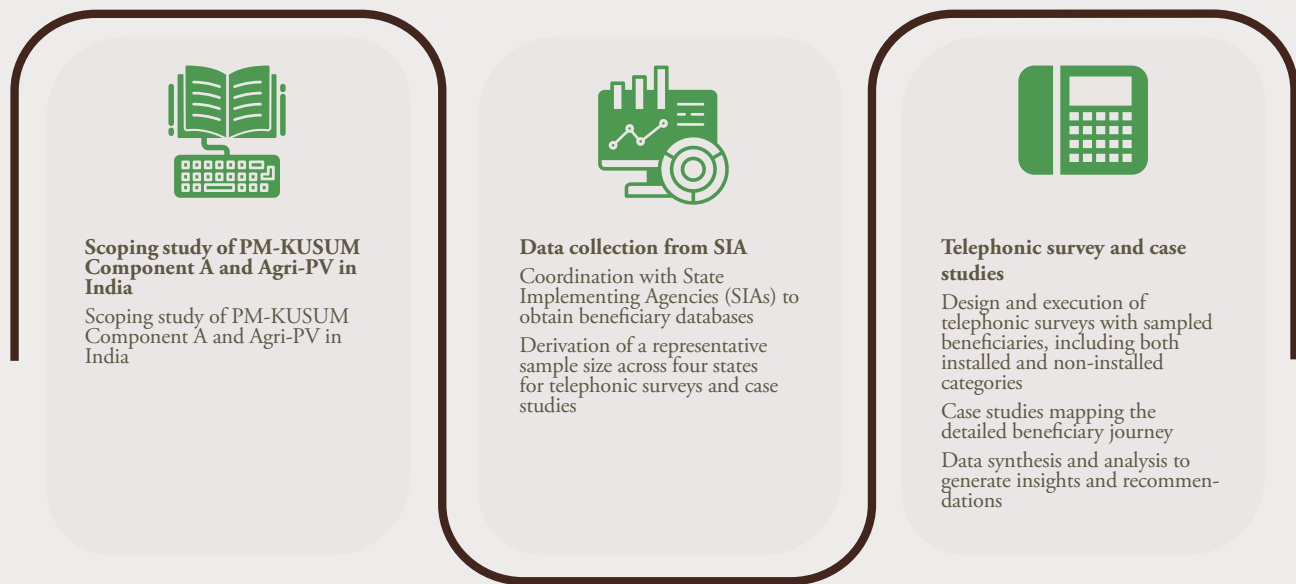 Scoping study of PM-KUSUM
Component A and Agri-PV in
India
Scoping study of PM-KUSUM
Component A and Agri-PV in
India
Data collection from SIA
Coordination with State
Implementing Agencies (SIAs) to
obtain beneficiary databases
Derivation of a representative
sample size across four states
for telephonic surveys and case
studies
Telephonic survey and case
studies
Design and execution of
telephonic surveys with sampled
beneficiaries, including both
installed and non-installed
categories
Case studies mapping the
detailed beneficiary journey
Data synthesis and analysis to
generate insights and recommen-
dations